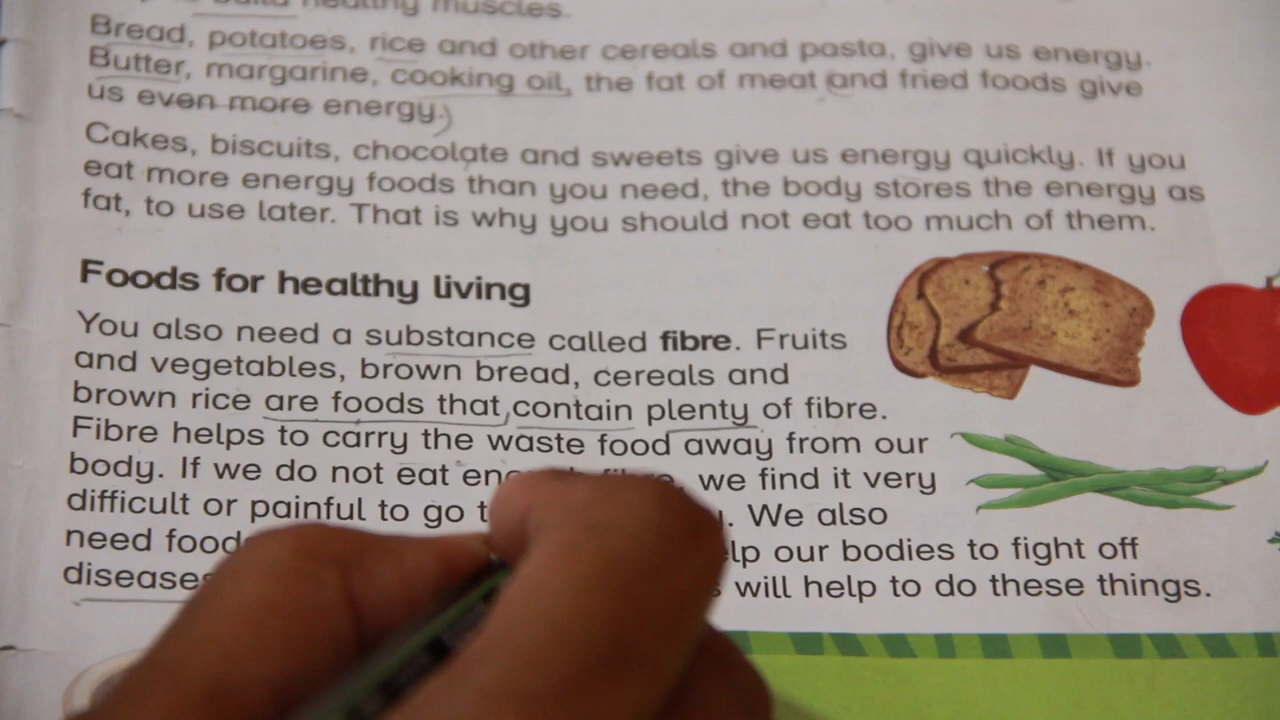 build healthy muscles.
Bread, potatoes, rice and other cereals and pasta, give us energy.
Butter, margarine, cooking oil, the fat of meat and fried foods give
us even more energy.)
Cakes, biscuits, chocolate and sweets give us energy quickly. If you
eat more energy foods than you need, the body stores the energy as
fat, to use later. That is why you should not eat too much of them.
Foods for healthy living
You also need a substance called fibre. Fruits
and vegetables, brown bread, cereals and
brown rice are foods that contain plenty of fibre.
Fibre helps to carry the waste food away from our
body. If we do not eat enough fibre, we find it very
difficult or painful to go We also
need our bodies to fight off
will help to do these things.